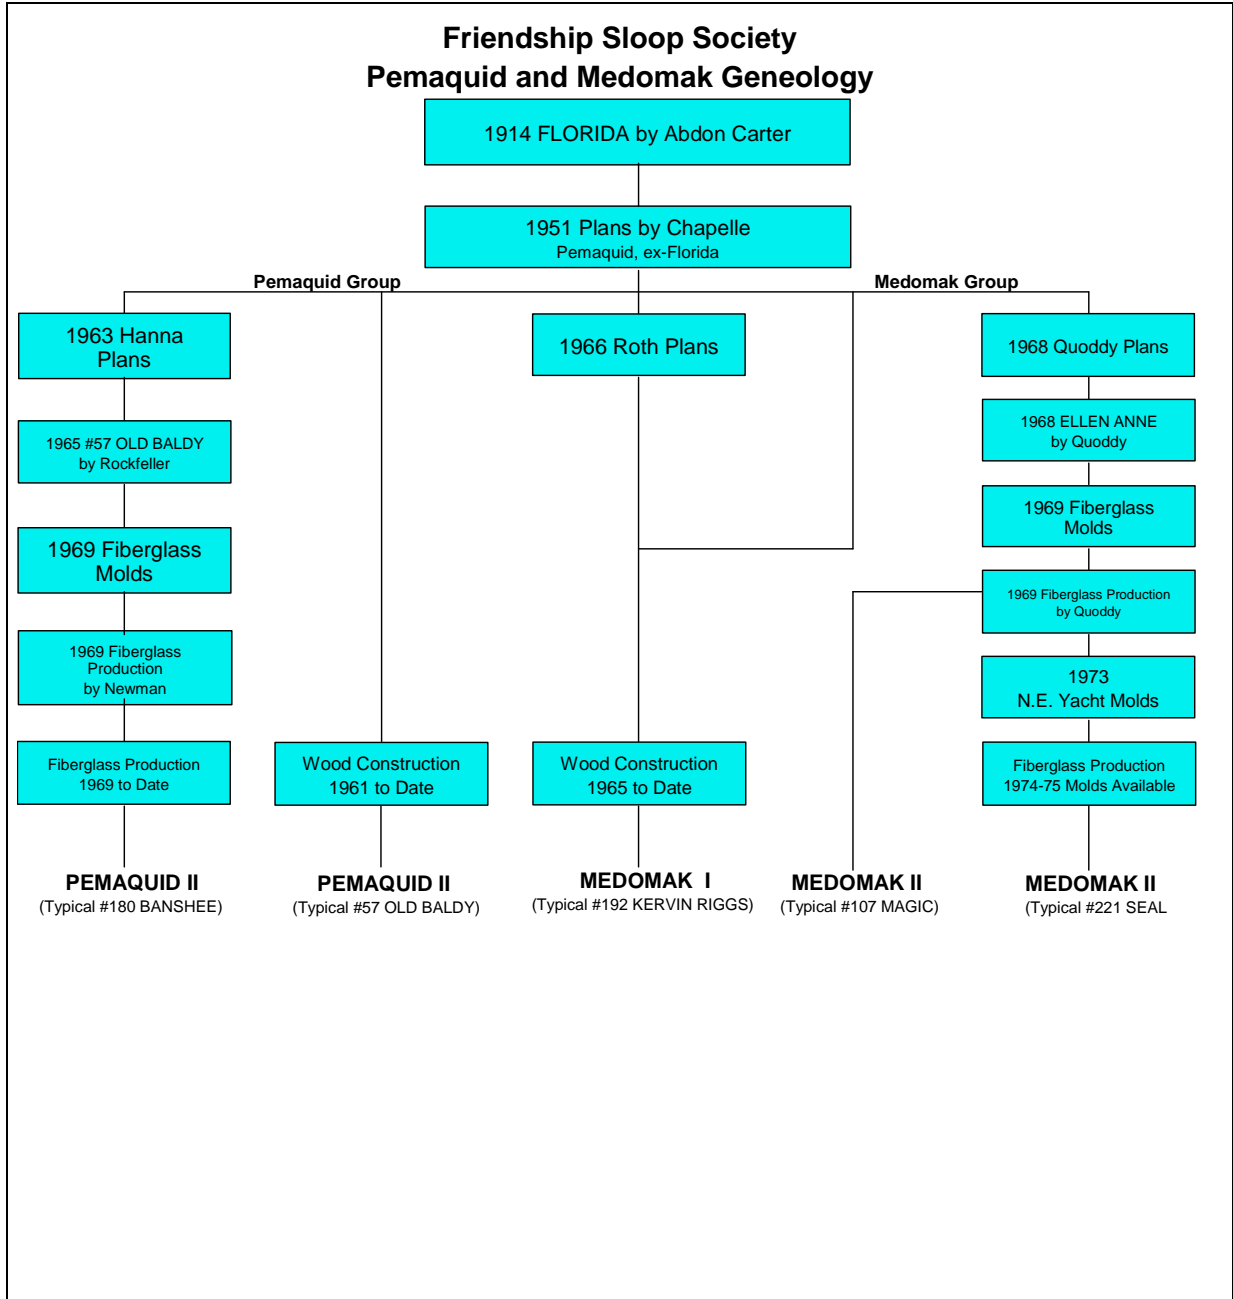 Friendship Sloop Society
Pemaquid and Medomak Geneology
1914 FLORIDA by Abdon Carter
1951 Plans by Chapelle
Pemaquid, ex-Florida
Pemaquid Group
Medomak Group
1963 Hanna
Plans
1965 #57 OLD BALDY
by Rockfeller
1969 Fiberglass
Molds
1969 Fiberglass
Production
by Newman
Fiberglass Production
1969 to Date
PEMAQUID II
(Typical #180 BANSHEE)
Wood Construction
1961 to Date
PEMAQUID II
(Typical #57 OLD BALDY)
1966 Roth Plans
Wood Construction
1965 to Date
MEDOMAK  I
(Typical #192 KERVIN RIGGS)
MEDOMAK II
(Typical #107 MAGIC)
1968 Quoddy Plans
1968 ELLEN ANNE
by Quoddy
1969 Fiberglass
Molds
1969 Fiberglass Production
by Quoddy
1973
N.E. Yacht Molds
Fiberglass Production
1974-75 Molds Available
MEDOMAK II
(Typical #221 SEAL